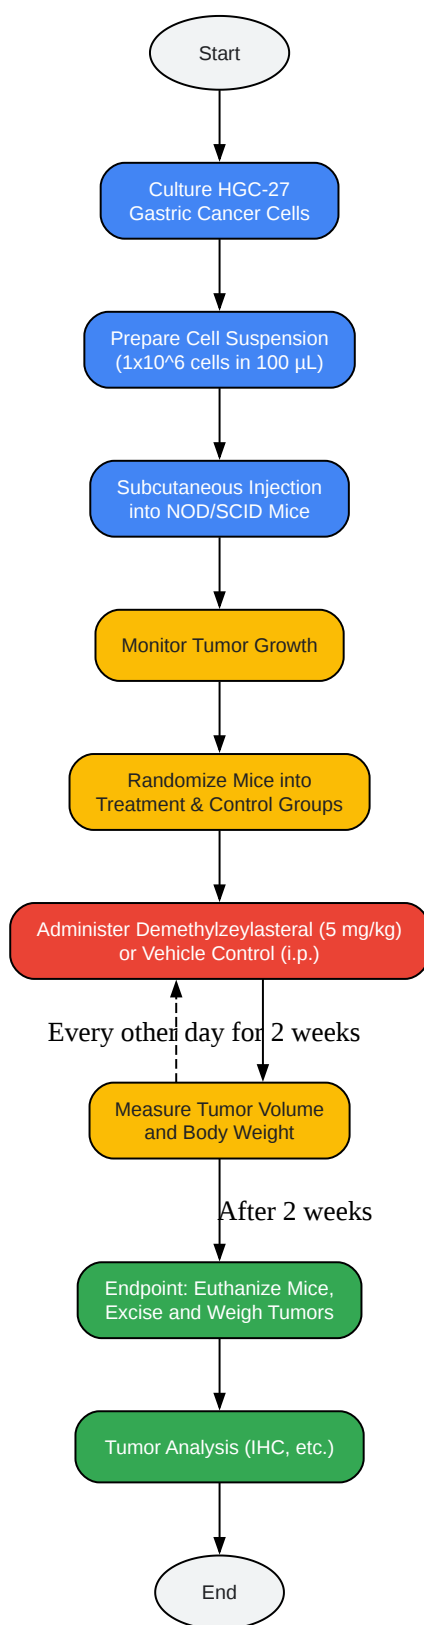 Start
Culture HGC-27
Gastric Cancer Cells
Prepare Cell Suspension
(1x10^6 cells in 100 µL)
Subcutaneous Injection
into NOD/SCID Mice
Monitor Tumor Growth
Randomize Mice into
Treatment & Control Groups
Administer Demethylzeylasteral (5 mg/kg)
or Vehicle Control (i.p.)
Every other day for 2 weeks
Measure Tumor Volume
and Body Weight
After 2 weeks
Endpoint: Euthanize Mice,
Excise and Weigh Tumors
Tumor Analysis (IHC, etc.)
End